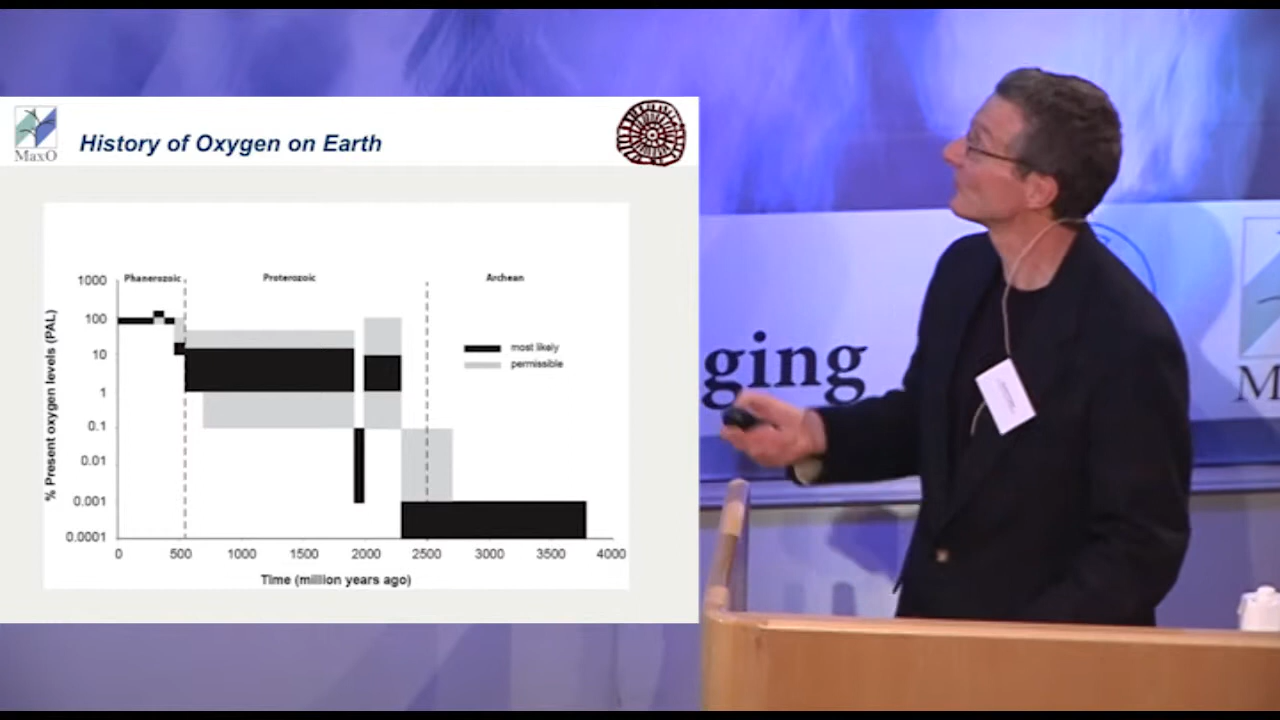 MaxO
History of Oxygen on Earth
Phanerozoic
Proterozoic
Archean
1000
100
10
1
0.1
0.01
0.001
0.0001
% Present oxygen levels (PAL)
most likely
permissible
0 500 1000 1500 2000 2500 3000 3500 4000
Time (million years ago)
ging
M